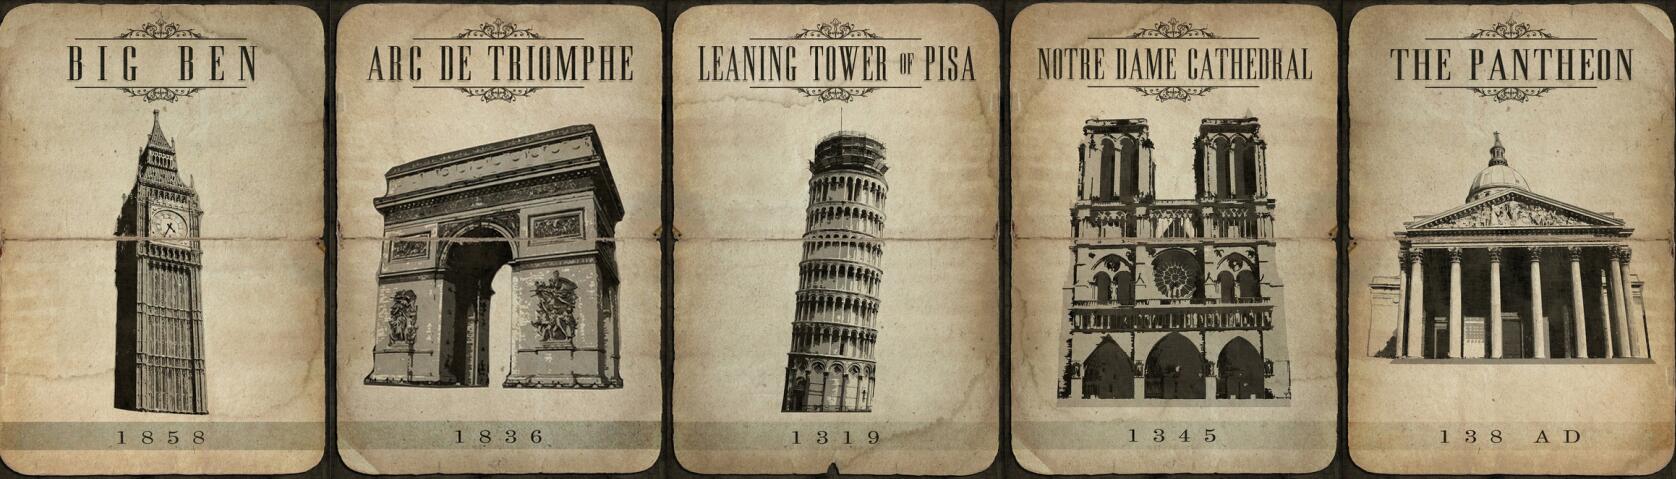 BIG BEN
1858
ARC DE TRIOMPHE
1836
LEANING TOWER OF PISA
1319
NOTRE DAME CATHEDRAL
1345
THE PANTHEON
138 AD